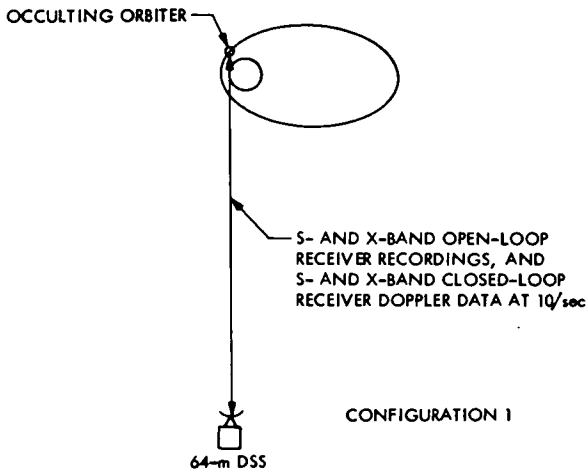 OCCULTING ORBITER
S- AND X-BAND OPEN-LOOP
RECEIVER RECORDINGS, AND
S- AND X-BAND CLOSED-LOOP
RECEIVER DOPPLER DATA AT 10/sec
CONFIGURATION 1
64-m DSS